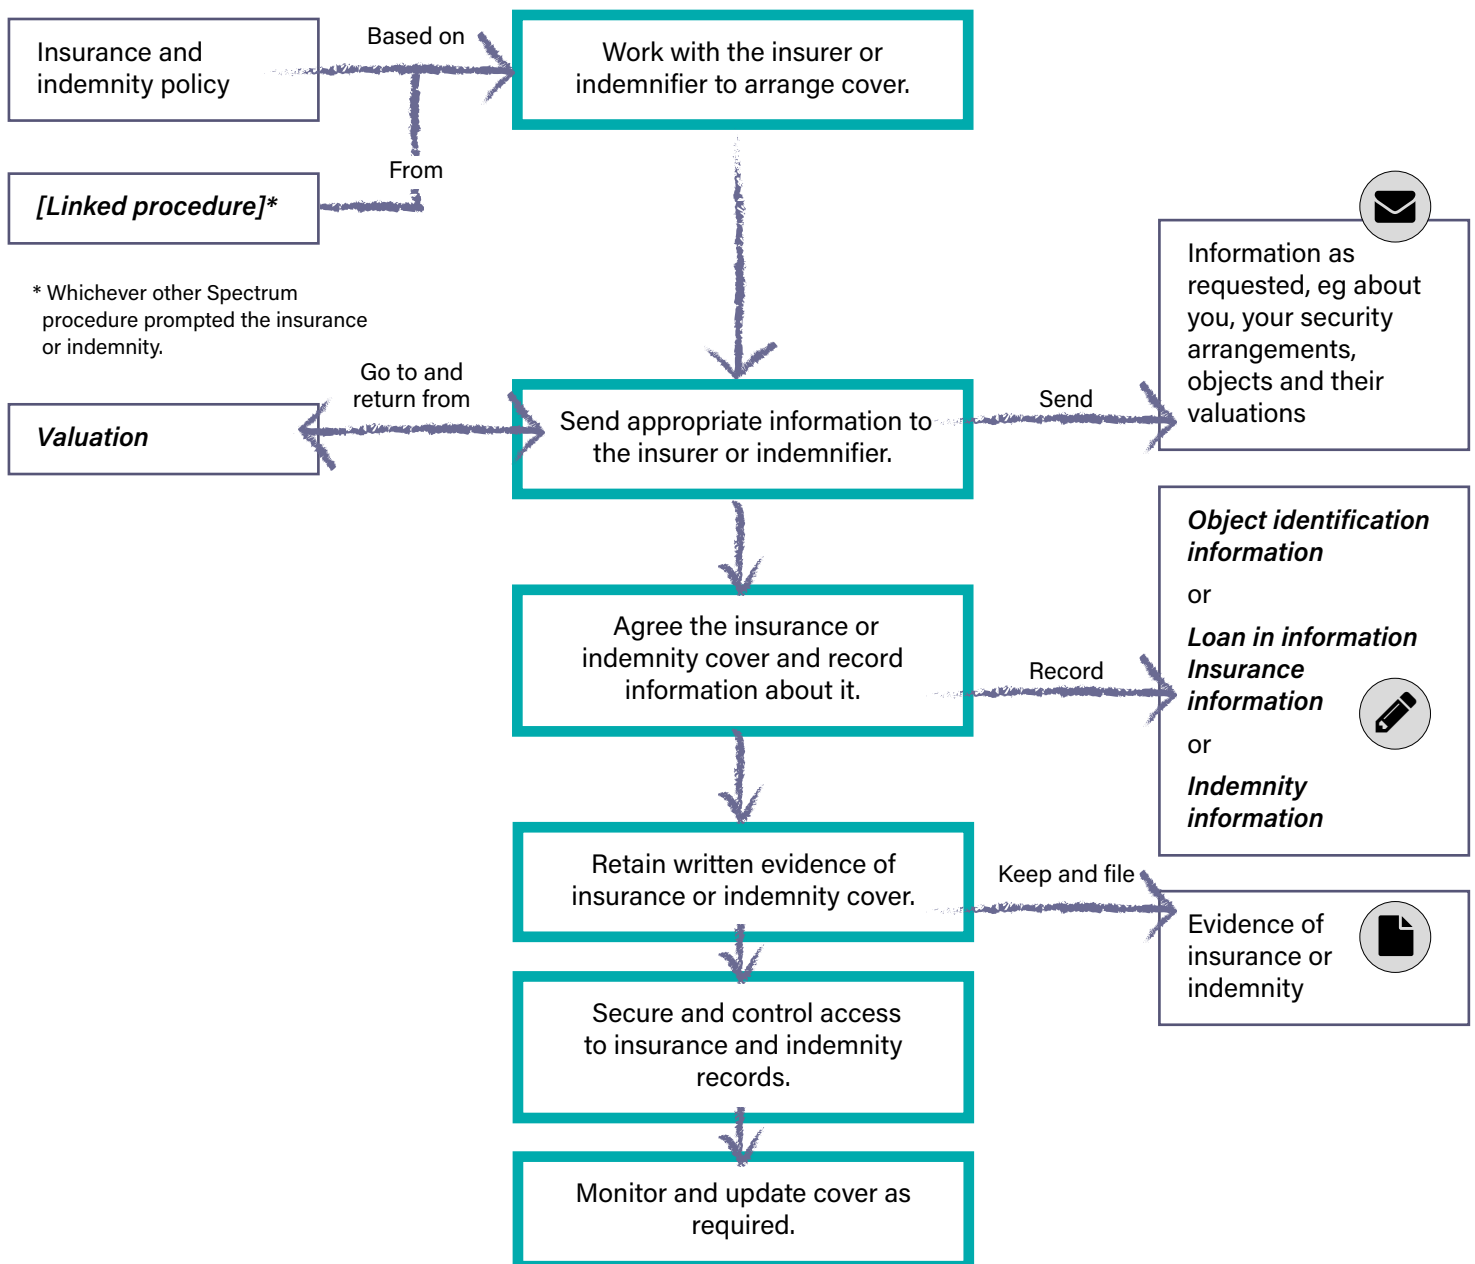 Insurance and
indemnity policy
Based on
Work with the insurer or
indemnifier to arrange cover.
From
[Linked procedure]*
* Whichever other Spectrum
procedure prompted the insurance
or indemnity.
Information as
requested, eg about
you, your security
arrangements,
objects and their
valuations
Go to and
return from
Valuation
Send appropriate information to
the insurer or indemnifier.
Send
Object identification
information
or
Loan in information
Insurance
information
or
Indemnity
information
Agree the insurance or
indemnity cover and record
information about it.
Record
Retain written evidence of
insurance or indemnity cover.
Keep and file
Evidence of
insurance or
indemnity
Secure and control access
to insurance and indemnity
records.
Monitor and update cover as
required.